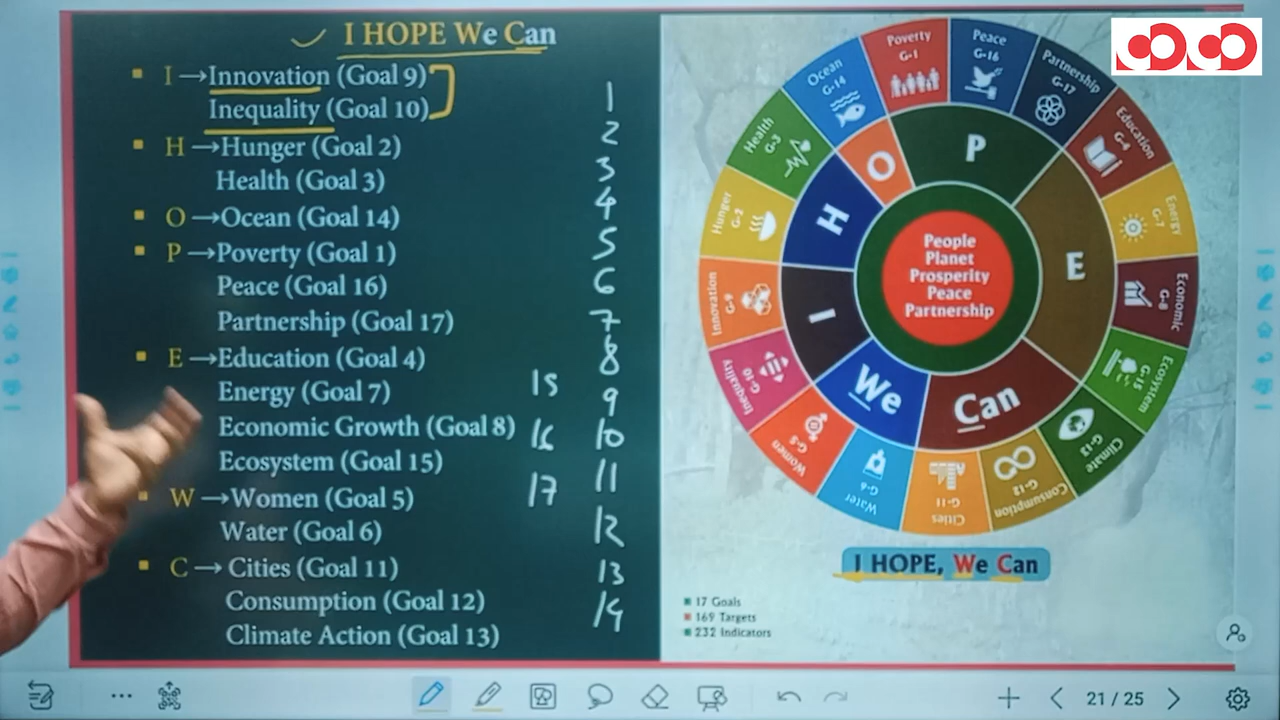 I HOPE We Can
I → Innovation (Goal 9)
Inequality (Goal 10)
H → Hunger (Goal 2)
Health (Goal 3)
O → Ocean (Goal 14)
P → Poverty (Goal 1)
Peace (Goal 16)
Partnership (Goal 17)
E → Education (Goal 4)
Energy (Goal 7)
Economic Growth (Goal 8)
Ecosystem (Goal 15)
W → Women (Goal 5)
Water (Goal 6)
C → Cities (Goal 11)
Consumption (Goal 12)
Climate Action (Goal 13)
1
2
3
4
5
6
7
8
9
10
11
12
13
14
15
16
17
Poverty
G-1
Peace
G-16
Partnership
G-17
Education
G-4
Energy
G-7
Economic
G-8
Ecosystem
G-15
Climate
G-13
Consumption
G-12
Cities
G-11
Water
G-6
Women
G-5
Inequality
G-10
Innovation
G-9
Hunger
G-2
Health
G-3
Ocean
G-14
I
H
O
P
E
We
Can
People
Planet
Prosperity
Peace
Partnership
I HOPE, We Can
17 Goals
169 Targets
232 Indicators
21 / 25